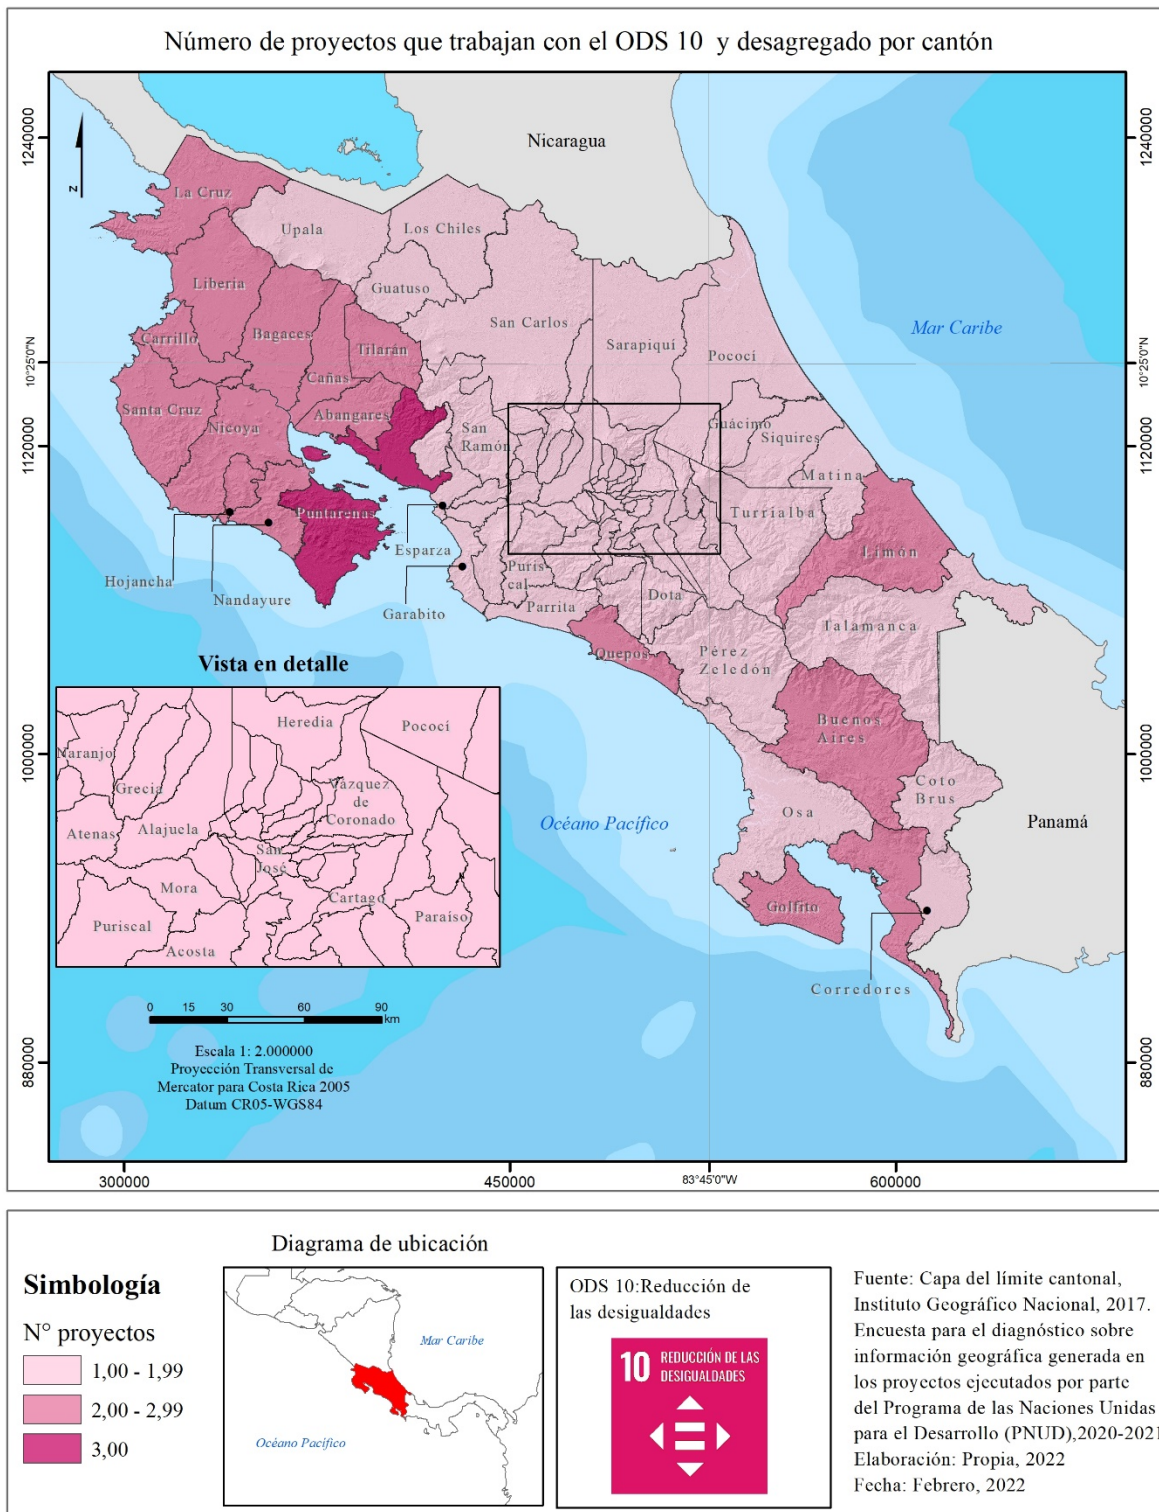 Número de proyectos que trabajan con el ODS 10 y desagregado por cantón
1240000
1120000
1000000
880000
10°25'0"N
1240000
10°25'0"N
1120000
1000000
880000
N
Nicaragua
La Cruz
Upala
Los Chiles
Guatuso
Liberia
San Carlos
Sarapiquí
Pococí
Mar Caribe
Carrillo
Bagaces
Tilarán
Cañas
Santa Cruz
Nicoya
Abangares
San
Ramón
Guácimo
Siquires
Matina
Turrialba
Puntarenas
Limón
Esparza
Hojancha
Nandayure
Garabito
Puris
cal
Parrita
Dota
Talamanca
Quepos
Pérez
Zeledón
Buenos
Aires
Coto
Brus
Osa
Océano Pacífico
Panamá
Golfito
Corredores
Vista en detalle
Heredia
Pococí
Naranjo
Grecia
Vázquez
de
Coronado
Atenas
Alajuela
San
José
Mora
Cartago
Puriscal
Paraíso
Acosta
0 15 30 60 90
km
Escala 1: 2.000000
Proyección Transversal de
Mercator para Costa Rica 2005
Datum CR05-WGS84
300000
450000
83°45'0"W
600000
Simbología
N° proyectos
1,00 - 1,99
2,00 - 2,99
3,00
Diagrama de ubicación
Mar Caribe
Océano Pacífico
ODS 10:Reducción de
las desigualdades
10 REDUCCIÓN DE LAS
DESIGUALDADES
Fuente: Capa del límite cantonal,
Instituto Geográfico Nacional, 2017.
Encuesta para el diagnóstico sobre
información geográfica generada en
los proyectos ejecutados por parte
del Programa de las Naciones Unidas
para el Desarrollo (PNUD),2020-2021
Elaboración: Propia, 2022
Fecha: Febrero, 2022